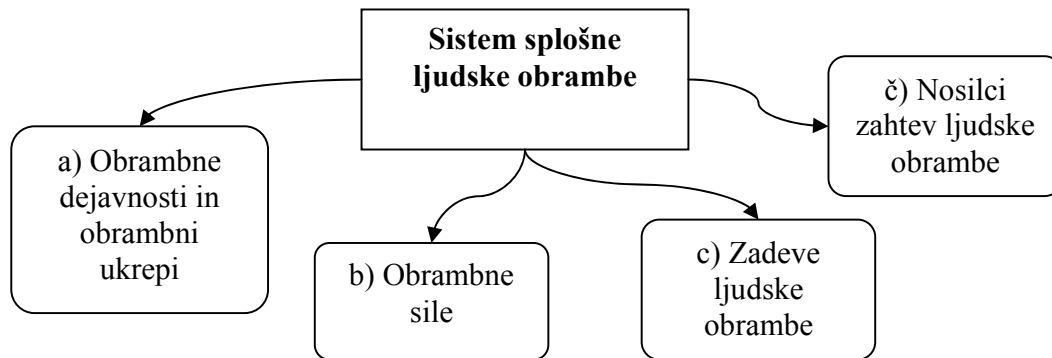 Sistem splošne
ljudske obrambe
a) Obrambne
dejavnosti in
obrambni
ukrepi
b) Obrambne
sile
c) Zadeve
ljudske
obrambe
č) Nosilci
zahtev ljudske
obrambe